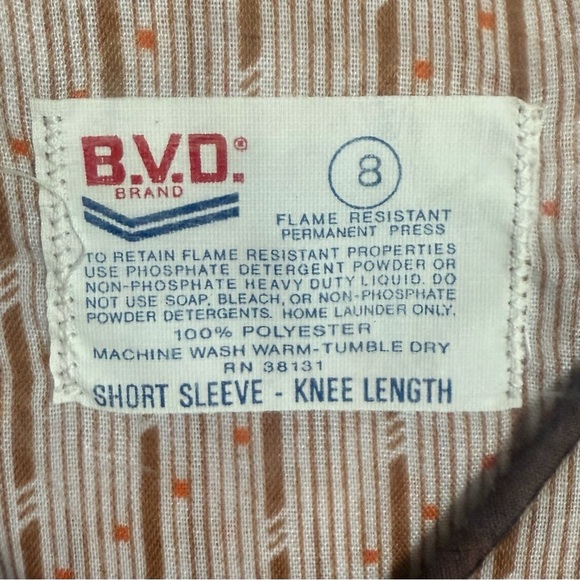 B.V.D.®
BRAND
8
FLAME RESISTANT
PERMANENT PRESS
TO RETAIN FLAME RESISTANT PROPERTIES
USE PHOSPHATE DETERGENT POWDER OR
NON-PHOSPHATE HEAVY DUTY LIQUID. DO
NOT USE SOAP, BLEACH, OR NON-PHOSPHATE
POWDER DETERGENTS. HOME LAUNDER ONLY.
100% POLYESTER
MACHINE WASH WARM-TUMBLE DRY
RN 38131
SHORT SLEEVE - KNEE LENGTH